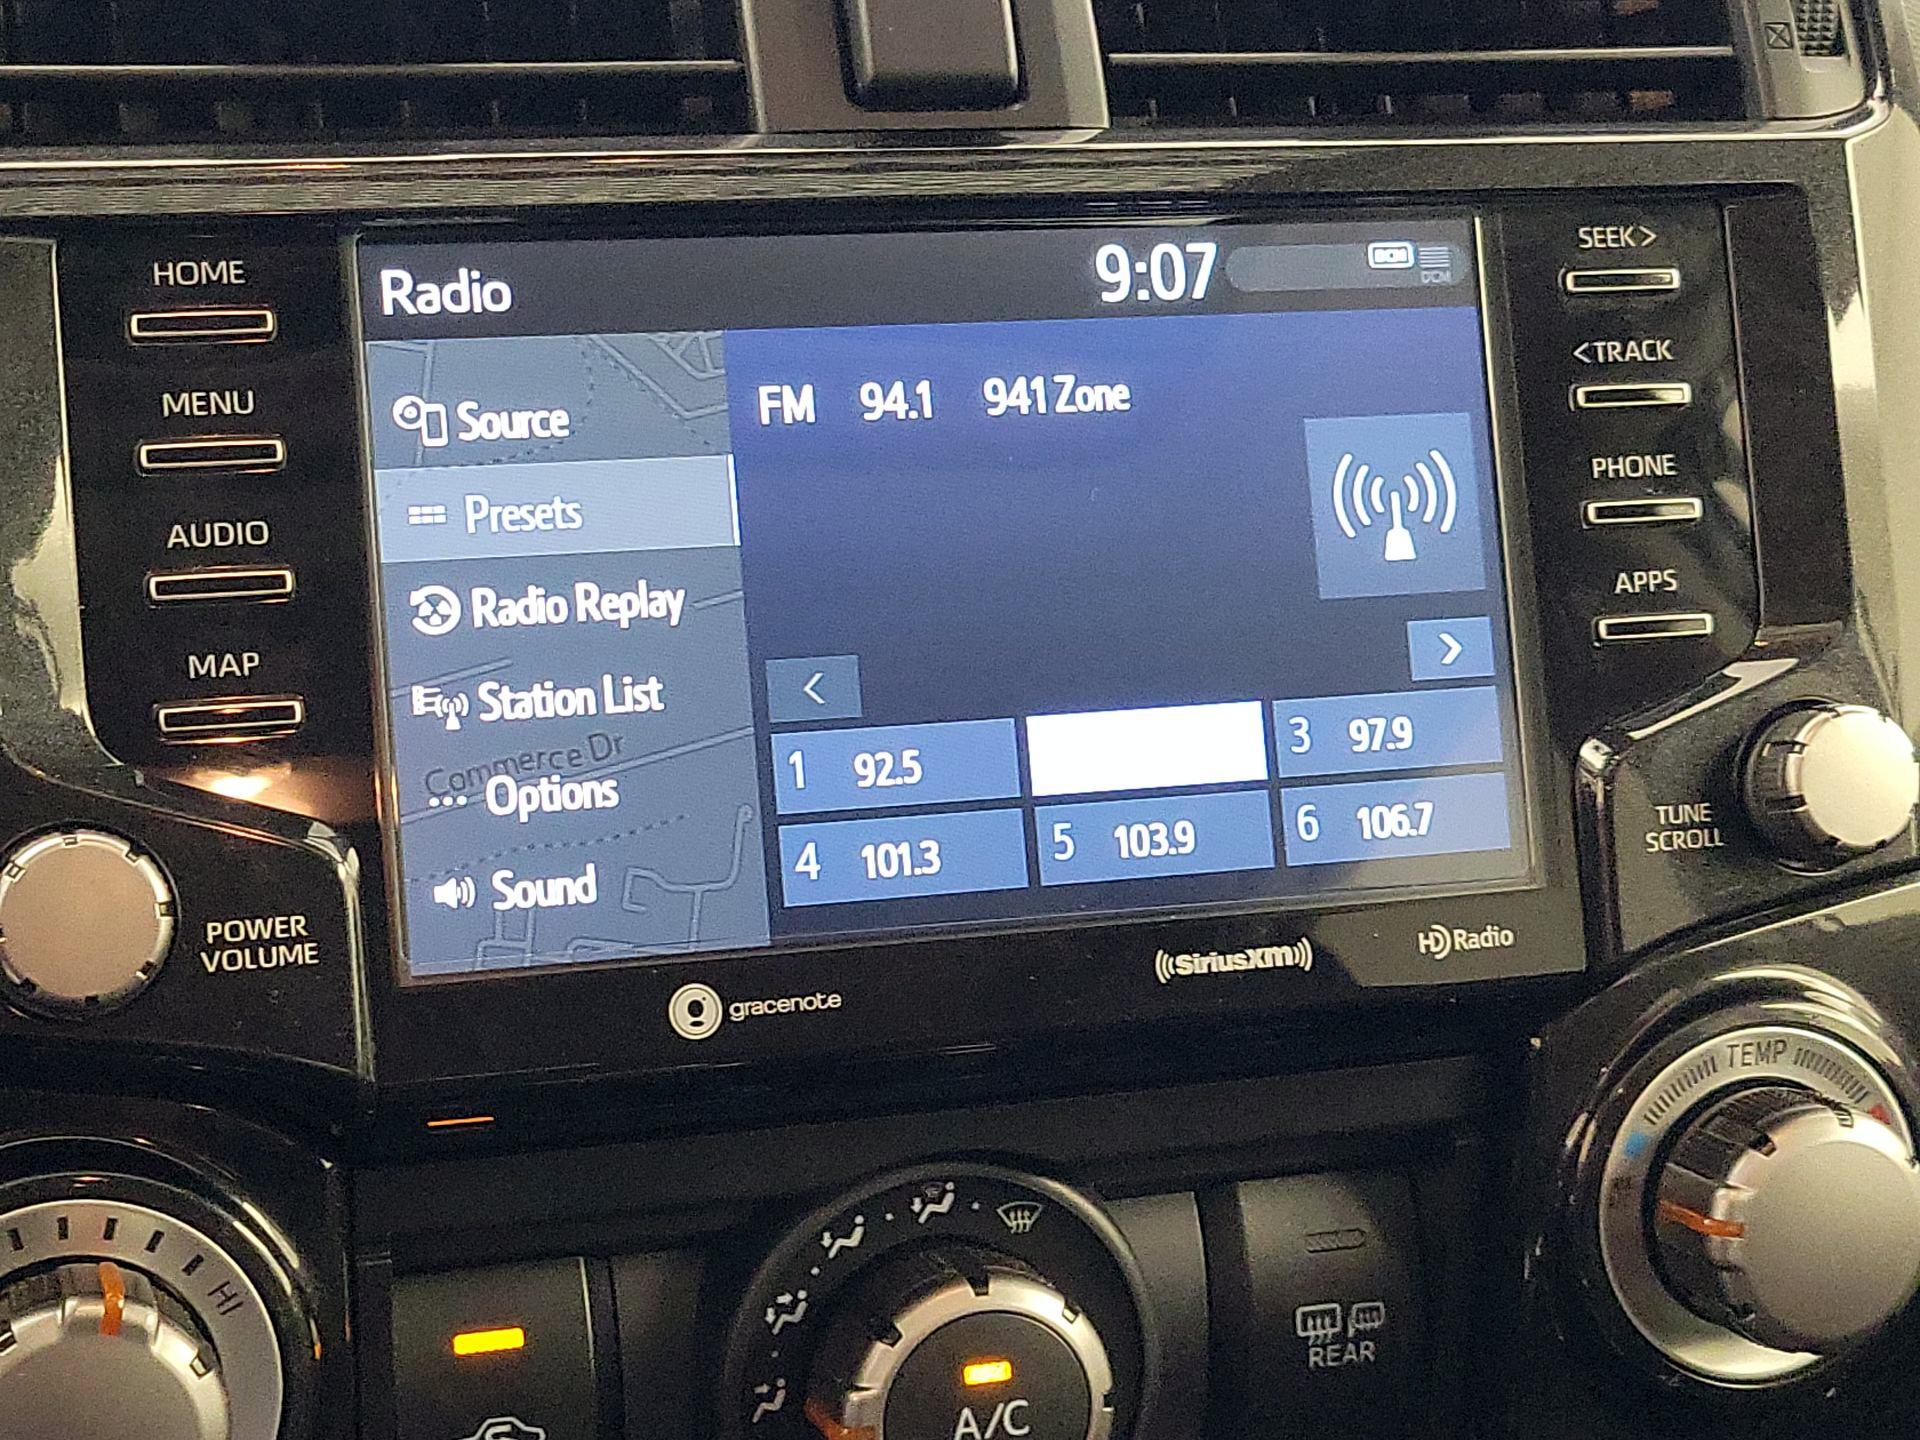 HOME
MENU
AUDIO
MAP
POWER
VOLUME
Radio
9:07
DCM
Source
Presets
Radio Replay
Station List
Commerce Dr
Options
Sound
FM 94.1 941 Zone
<
>
1 92.5
3 97.9
4 101.3
5 103.9
6 106.7
SEEK>
<TRACK
PHONE
APPS
TUNE
SCROLL
gracenote
((SiriusXM))
HD Radio
TEMP
HI
A/C
REAR